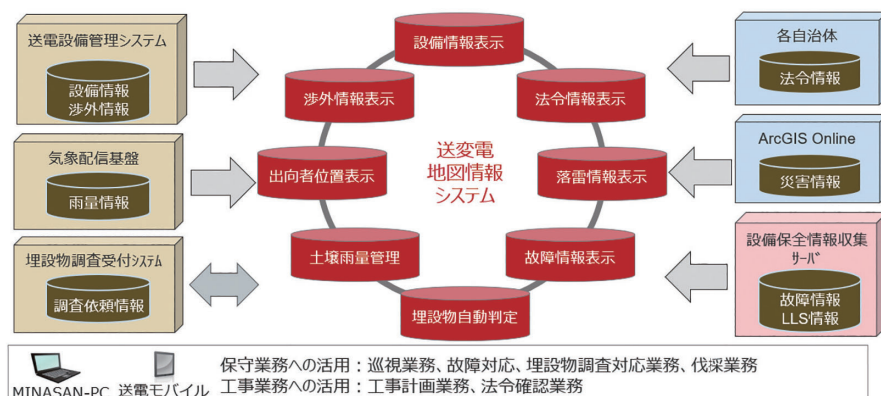 送電設備管理システム
設備情報
渉外情報
気象配信基盤
雨量情報
埋設物調査受付ｼｽﾃﾑ
調査依頼情報
設備情報表示
渉外情報表示
法令情報表示
出向者位置表示
落雷情報表示
土壌雨量管理
故障情報表示
埋設物自動判定
送変電
地図情報
システム
各自治体
法令情報
ArcGIS Online
災害情報
設備保全情報収集
ｻｰﾊﾞ
故障情報
LLS情報
MINASAN-PC
送電モバイル
保守業務への活用：巡視業務、故障対応、埋設物調査対応業務、伐採業務
工事業務への活用：工事計画業務、法令確認業務